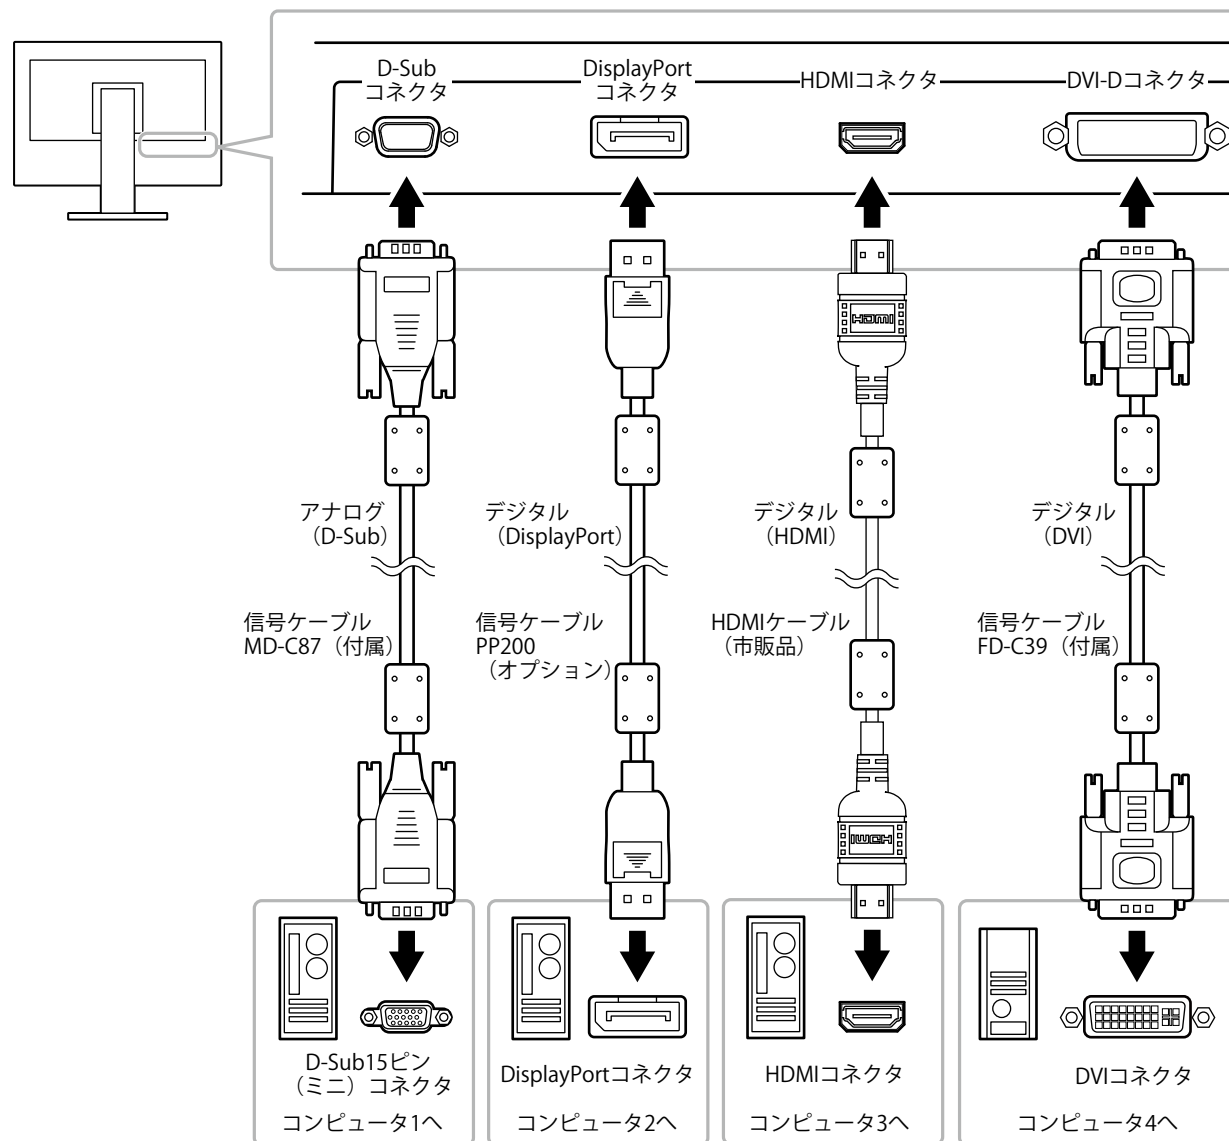 D-Sub
コネクタ
DisplayPort
コネクタ
HDMIコネクタ
DVI-Dコネクタ
HDMI
アナログ
(D-Sub)
デジタル
(DisplayPort)
デジタル
(HDMI)
デジタル
(DVI)
信号ケーブル
MD-C87(付属)
信号ケーブル
PP200
(オプション)
HDMIケーブル
(市販品)
信号ケーブル
FD-C39(付属)
HDMI
D-Sub15ピン
(ミニ)コネクタ
コンピュータ1へ
DisplayPortコネクタ
コンピュータ2へ
HDMIコネクタ
コンピュータ3へ
DVIコネクタ
コンピュータ4へ